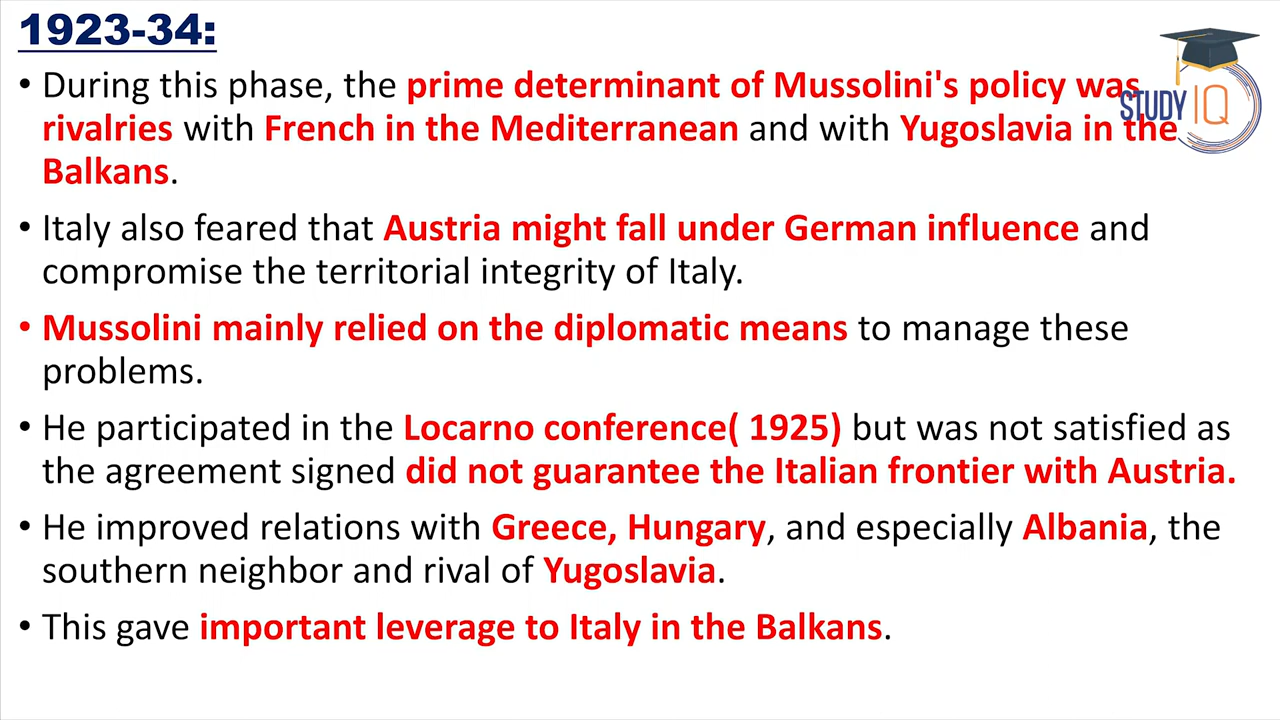 1923-34:
• During this phase, the prime determinant of Mussolini's policy was
rivalries with French in the Mediterranean and with Yugoslavia in the
Balkans.
• Italy also feared that Austria might fall under German influence and
compromise the territorial integrity of Italy.
• Mussolini mainly relied on the diplomatic means to manage these
problems.
• He participated in the Locarno conference( 1925) but was not satisfied as
the agreement signed did not guarantee the Italian frontier with Austria.
• He improved relations with Greece, Hungary, and especially Albania, the
southern neighbor and rival of Yugoslavia.
• This gave important leverage to Italy in the Balkans.
STUDY IQ